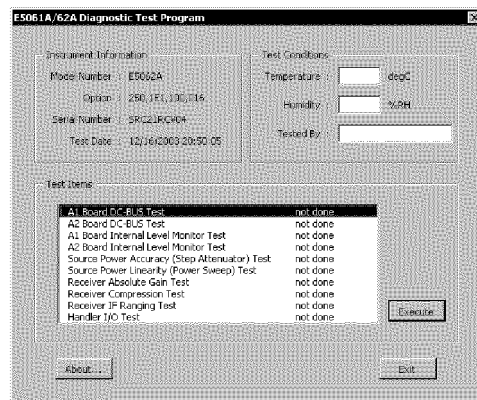 E5061A/62A Diagnostic Test Program
Instrument Information
Model Number : E5062A
Option : 250,1E1,100,016
Serial Number :
Test Date : 12/16/2003 20:50:05
Test Conditions
Temperature : degC
Humidity : %RH
Tested By :
Test Items
A1 Board DC-BUS Test not done
A2 Board DC-BUS Test not done
A1 Board Internal Level Monitor Test not done
A2 Board Internal Level Monitor Test not done
Source Power Accuracy (Step Attenuator) Test not done
Source Power Linearity (Power Sweep) Test not done
Receiver Absolute Gain Test not done
Receiver Compression Test not done
Receiver IF Ranging Test not done
Handler I/O Test not done
Execute
About...
Exit